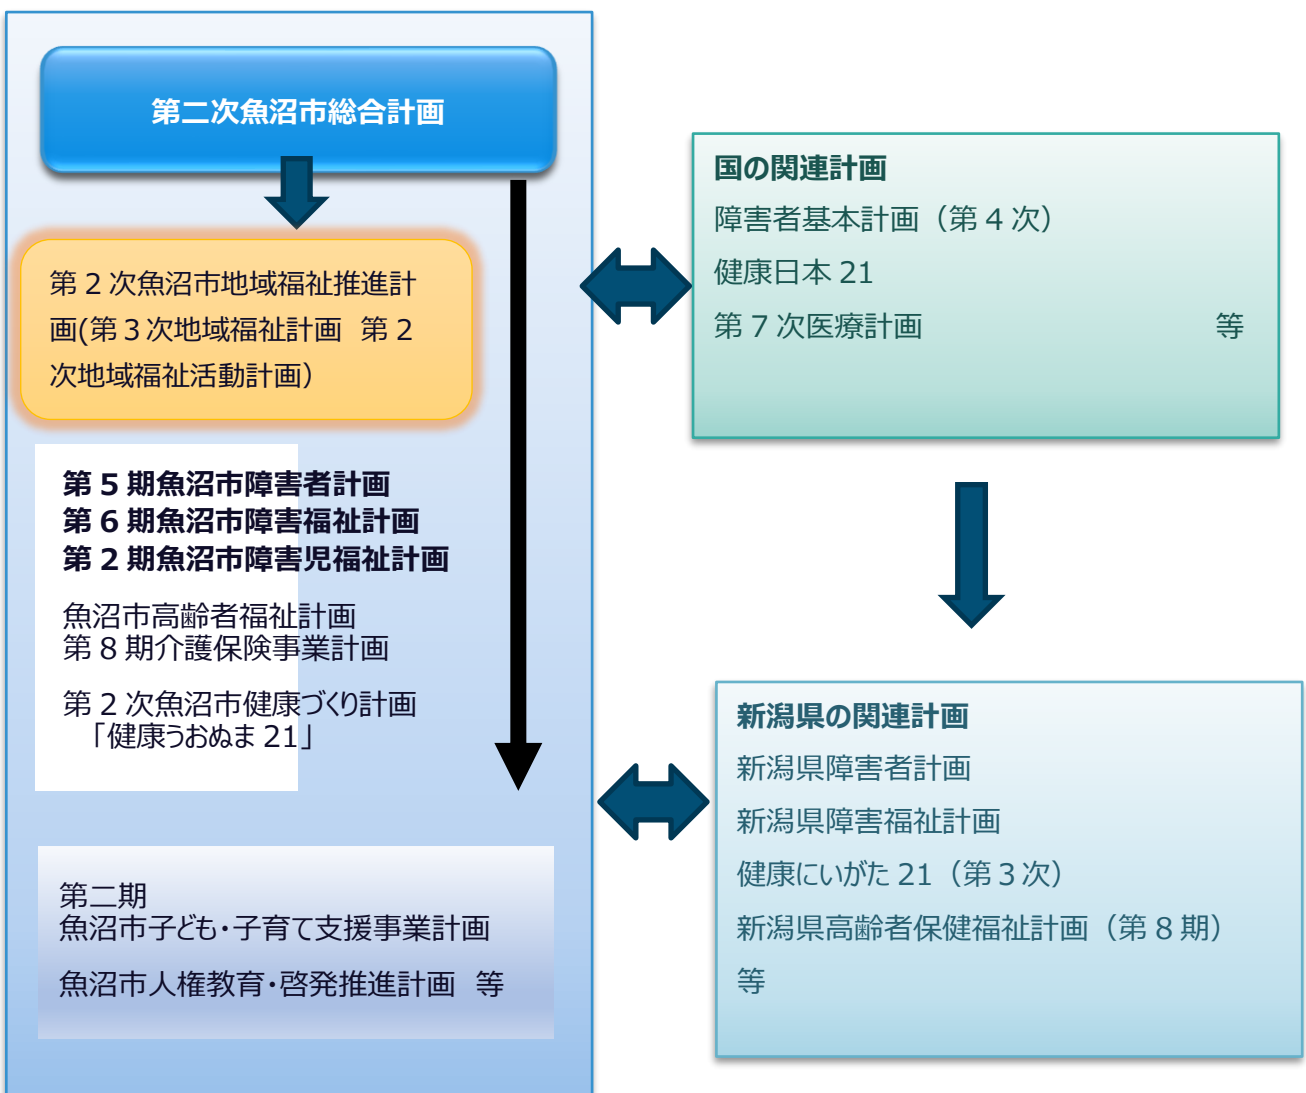 第二次魚沼市総合計画
第２次魚沼市地域福祉推進計
画(第３次地域福祉計画 第２
次地域福祉活動計画）
第５期魚沼市障害者計画
第６期魚沼市障害福祉計画
第２期魚沼市障害児福祉計画
魚沼市高齢者福祉計画
第８期介護保険事業計画
第２次魚沼市健康づくり計画
「健康うおぬま 21」
第二期
魚沼市子ども・子育て支援事業計画
魚沼市人権教育・啓発推進計画 等
国の関連計画
障害者基本計画（第４次）
健康日本 21
第７次医療計画 等
新潟県の関連計画
新潟県障害者計画
新潟県障害福祉計画
健康にいがた 21（第３次）
新潟県高齢者保健福祉計画（第８期）
等